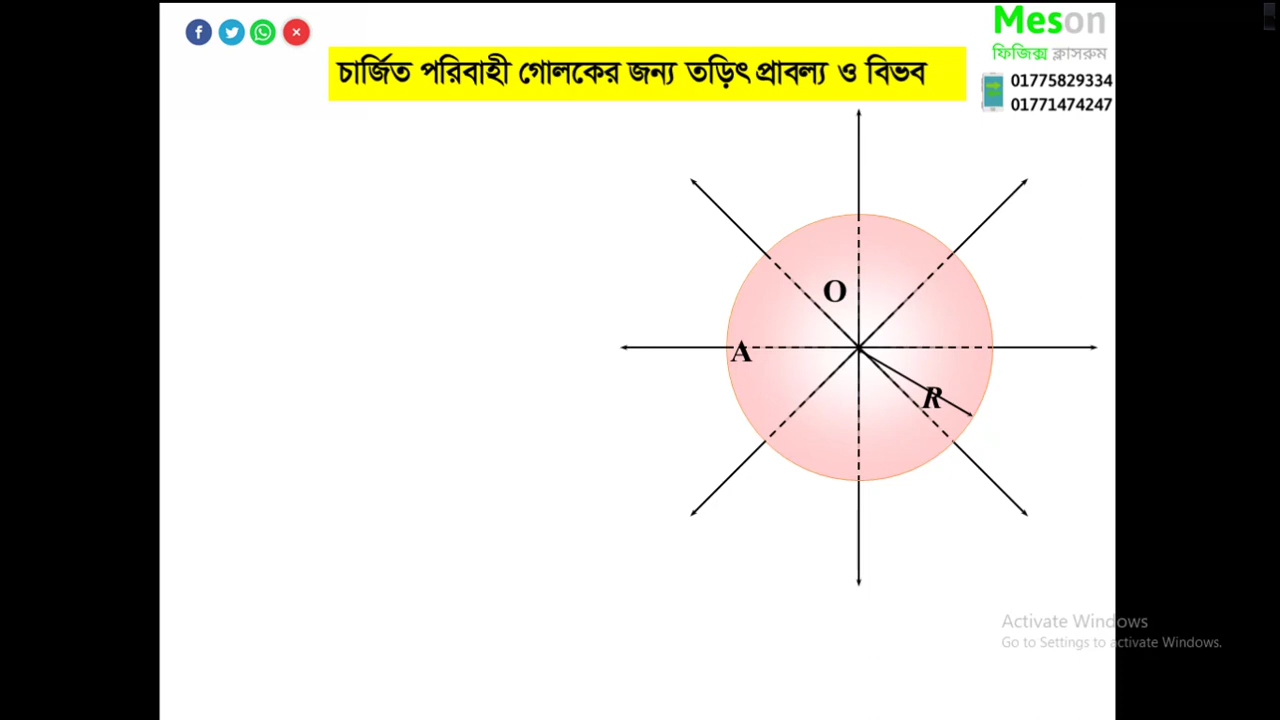 Meson
ফিজিক্স ক্লাসরুম
01775829334
01771474247
চার্জিত পরিবাহী গোলকের জন্য তড়িৎ প্রাবল্য ও বিভব
O
A
R
Activate Windows
Go to Settings to activate Windows.